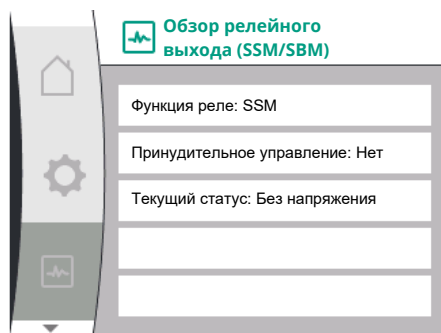 Обзор релейного
выхода (SSM/SBM)
Функция реле: SSM
Принудительное управление: Нет
Текущий статус: Без напряжения